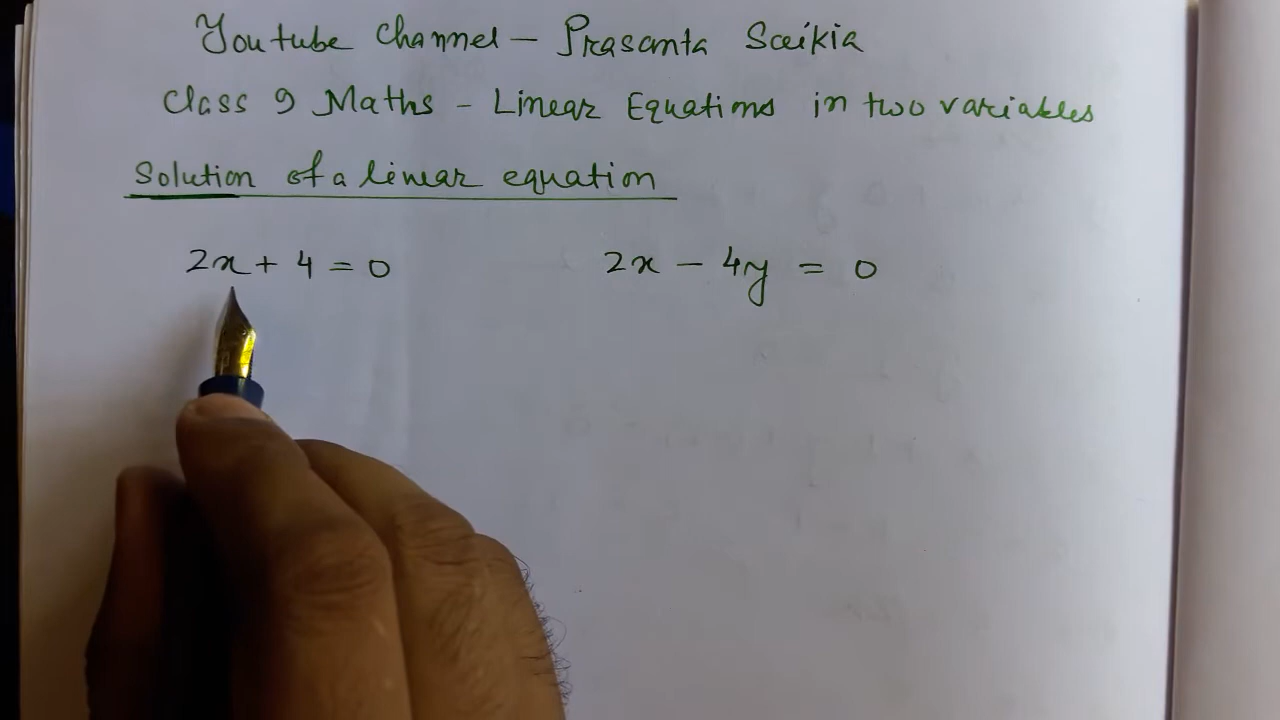 Youtube channel - Prasanta Saikia
Class 9 Maths - Linear Equations in two variables
Solution of a linear equation
2x + 4 = 0 2x - 4y = 0